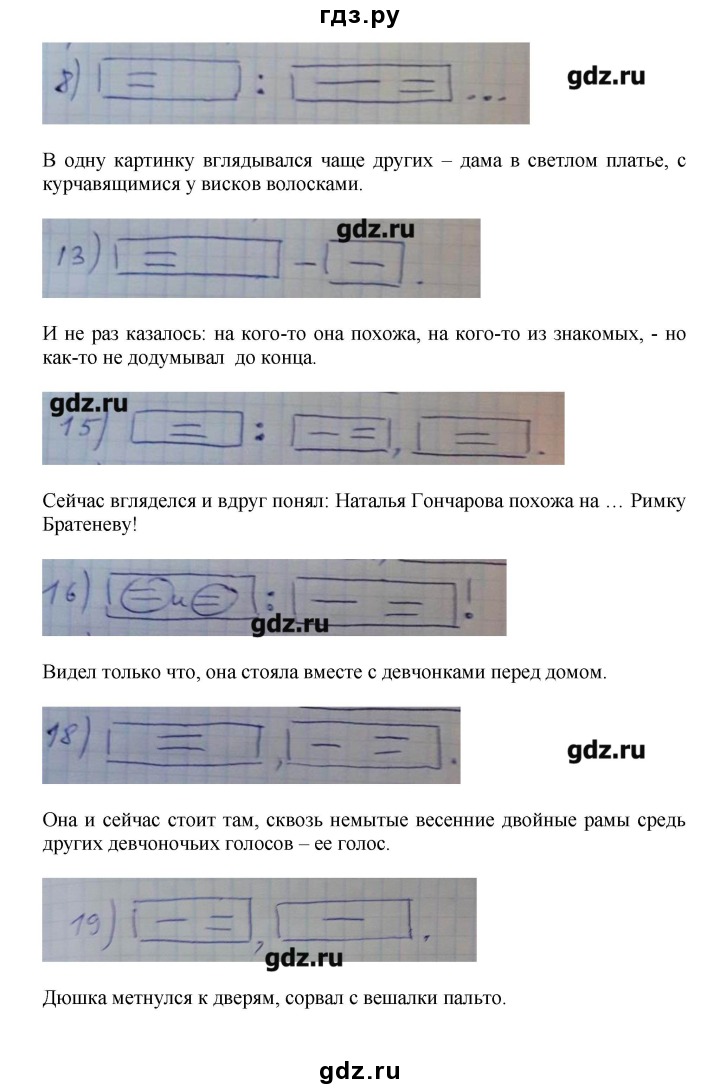 гдз.ру
8) : ...
gdz.ru
В одну картинку вглядывался чаще других – дама в светлом платье, с
курчавящимися у висков волосками.
gdz.ru
13) – .
И не раз казалось: на кого-то она похожа, на кого-то из знакомых, - но
как-то не додумывал до конца.
gdz.ru
15) : , .
Сейчас вгляделся и вдруг понял: Наталья Гончарова похожа на … Римку
Братеневу!
16) и : !
gdz.ru
Видел только что, она стояла вместе с девчонками перед домом.
18) , .
gdz.ru
Она и сейчас стоит там, сквозь немытые весенние двойные рамы средь
других девчоночьих голосов – ее голос.
19) , .
gdz.ru
Дюшка метнулся к дверям, сорвал с вешалки пальто.
gdz.ru